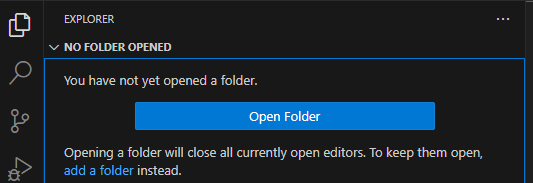 EXPLORER
NO FOLDER OPENED
You have not yet opened a folder.
Open Folder
Opening a folder will close all currently open editors. To keep them open,
add a folder instead.